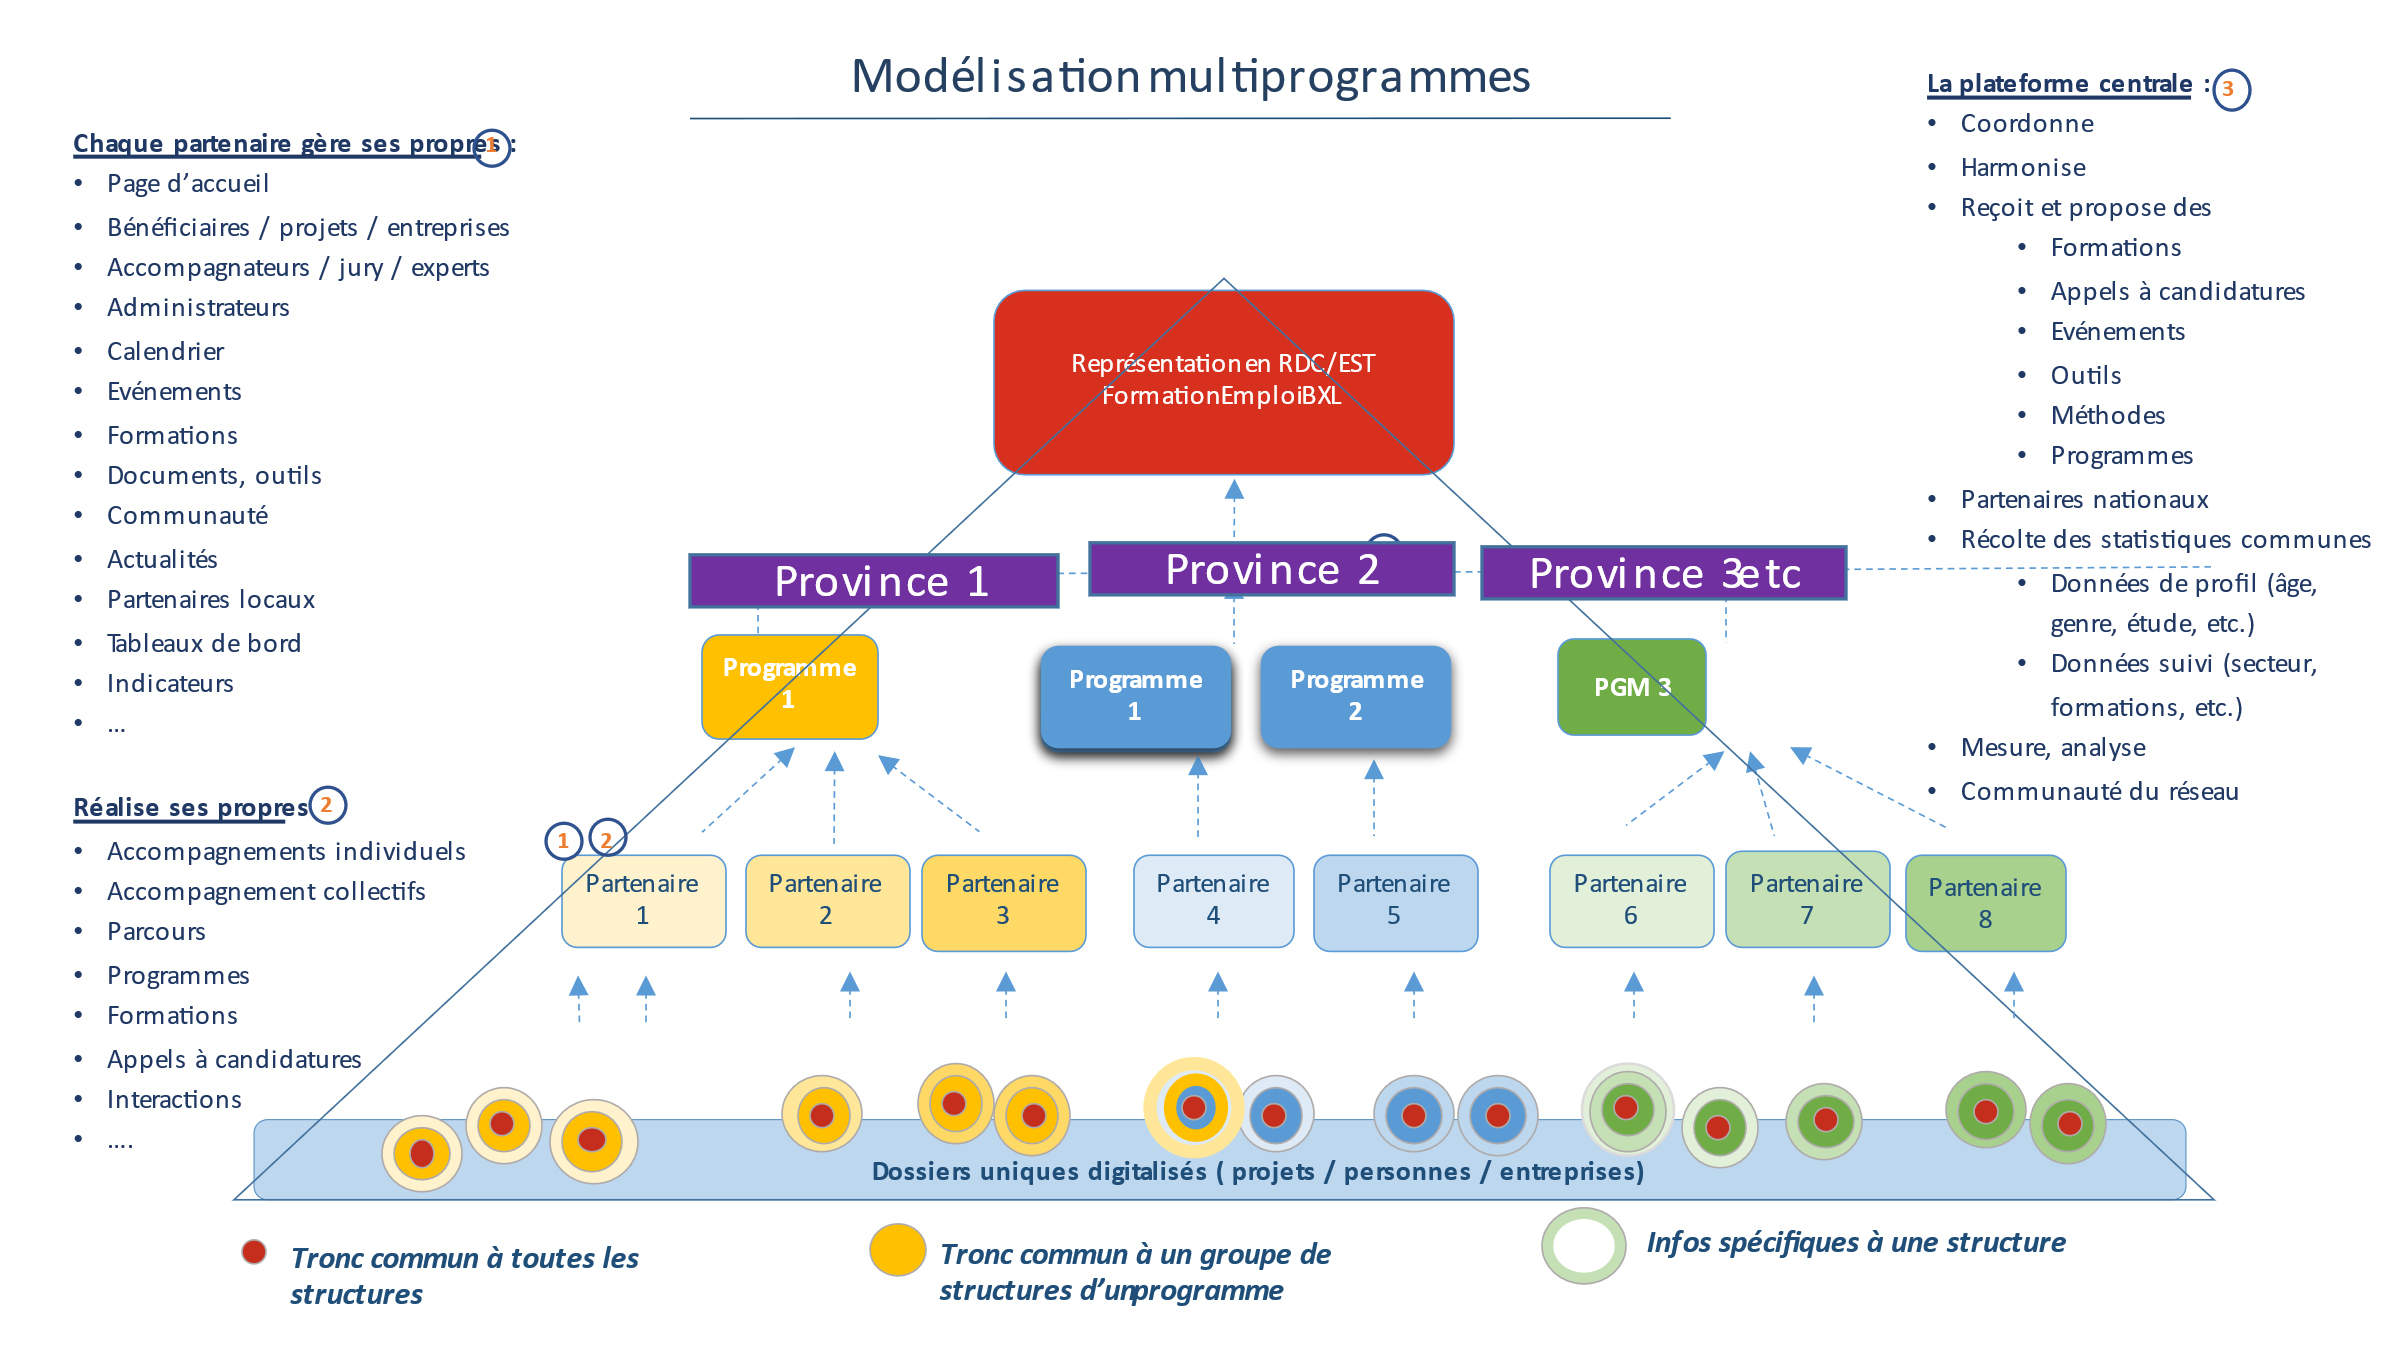 Modélisation multiprogrammes
Chaque partenaire gère ses propres : 1
• Page d’accueil
• Bénéficiaires / projets / entreprises
• Accompagnateurs / jury / experts
• Administrateurs
• Calendrier
• Evénements
• Formations
• Documents, outils
• Communauté
• Actualités
• Partenaires locaux
• Tableaux de bord
• Indicateurs
• ...
Réalise ses propres 2
• Accompagnements individuels
• Accompagnement collectifs
• Parcours
• Programmes
• Formations
• Appels à candidatures
• Interactions
• ....
La plateforme centrale : 3
• Coordonne
• Harmonise
• Reçoit et propose des
• Formations
• Appels à candidatures
• Evénements
• Outils
• Méthodes
• Programmes
• Partenaires nationaux
• Récolte des statistiques communes
• Données de profil (âge,
genre, étude, etc.)
• Données suivi (secteur,
formations, etc.)
• Mesure, analyse
• Communauté du réseau
Représentation en RDC/EST
FormationEmploiBXL
Province 1
Province 2
Province 3etc
Programme
1
Programme
1
Programme
2
PGM 3
1 2
Partenaire
1
Partenaire
2
Partenaire
3
Partenaire
4
Partenaire
5
Partenaire
6
Partenaire
7
Partenaire
8
Dossiers uniques digitalisés ( projets / personnes / entreprises)
Tronc commun à toutes les
structures
Tronc commun à un groupe de
structures d’un programme
Infos spécifiques à une structure